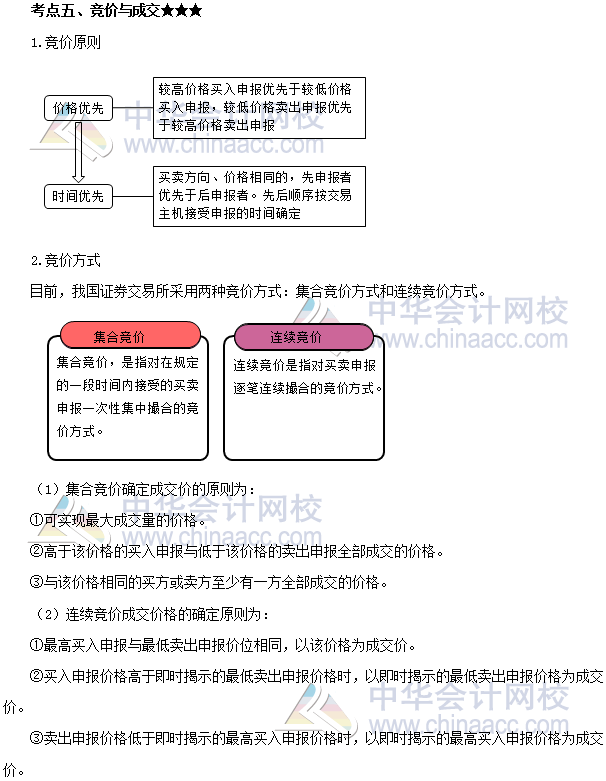 考点五、竞价与成交★★★
1.竞价原则
价格优先
较高价格买入申报优先于较低价格
买入申报，较低价格卖出申报优先
于较高价格卖出申报
时间优先
买卖方向、价格相同的，先申报者
优先于后申报者。先后顺序按交易
主机接受申报的时间确定
中华会计网校
www.chinaacc.com
2.竞价方式
目前，我国证券交易所采用两种竞价方式：集合竞价方式和连续竞价方式。
中华会计网校
www.chinaacc.com
集合竞价
集合竞价，是指对在规定
的一段时间内接受的买卖
申报一次性集中撮合的竞
价方式。
连续竞价
连续竞价是指对买卖申报
逐笔连续撮合的竞价方式。
（1）集合竞价确定成交价的原则为：
①可实现最大成交量的价格。
中华会计网校
www.chinaacc.com
②高于该价格的买入申报与低于该价格的卖出申报全部成交的价格。
③与该价格相同的买方或卖方至少有一方全部成交的价格。
（2）连续竞价成交价格的确定原则为：
①最高买入申报与最低卖出申报价位相同，以该价格为成交价。
②买入申报价格高于即时揭示的最低卖出申报价格时，以即时揭示的最低卖出申报价格为成交
价。
中华会计网校
www.chinaacc.com
③卖出申报价格低于即时揭示的最高买入申报价格时，以即时揭示的最高买入申报价格为成交
价。